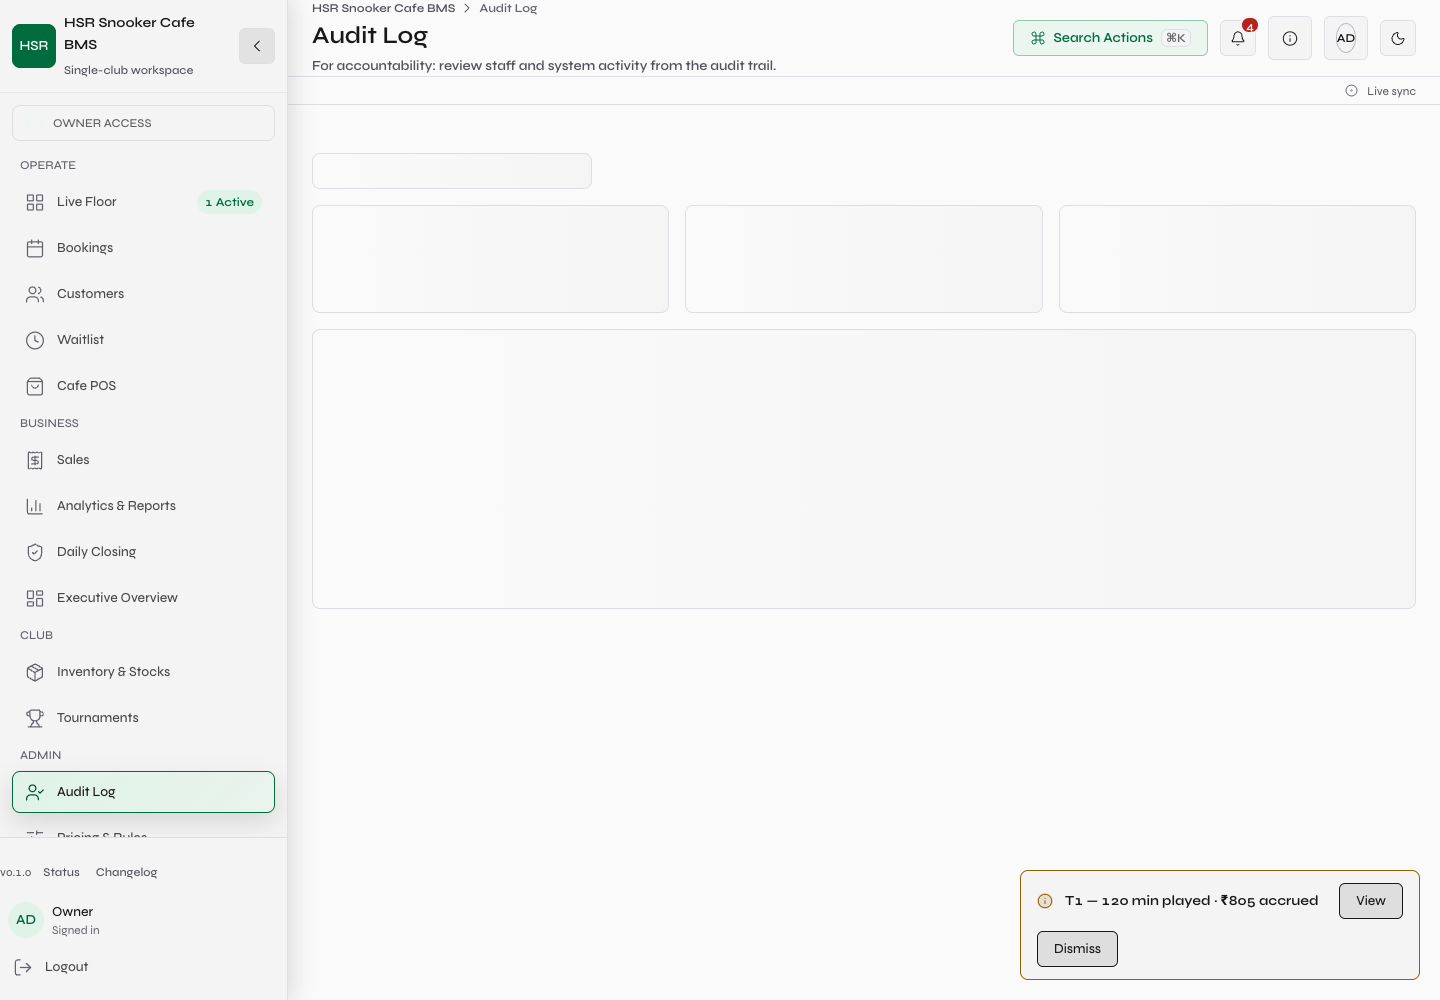 HSR
HSR Snooker Cafe
BMS
Single-club workspace
OWNER ACCESS
OPERATE
Live Floor
1 Active
Bookings
Customers
Waitlist
Cafe POS
BUSINESS
Sales
Analytics & Reports
Daily Closing
Executive Overview
CLUB
Inventory & Stocks
Tournaments
ADMIN
Audit Log
Pricing & Rules
v0.1.0 Status Changelog
AD
Owner
Signed in
Logout
HSR Snooker Cafe BMS > Audit Log
Audit Log
For accountability: review staff and system activity from the audit trail.
Search Actions ⌘K
4
AD
Live sync
T1 — 120 min played · ₹805 accrued
View
Dismiss